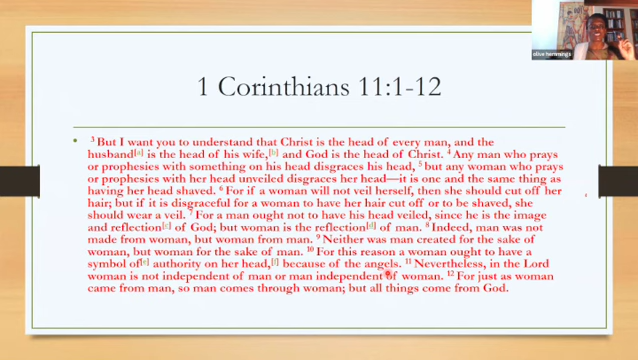 olive hemmings
1 Corinthians 11:1-12
• 3 But I want you to understand that Christ is the head of every man, and the
husband[a] is the head of his wife,[b] and God is the head of Christ. 4 Any man who prays
or prophesies with something on his head disgraces his head, 5 but any woman who prays
or prophesies with her head unveiled disgraces her head—it is one and the same thing as
having her head shaved. 6 For if a woman will not veil herself, then she should cut off her
hair; but if it is disgraceful for a woman to have her hair cut off or to be shaved, she
should wear a veil. 7 For a man ought not to have his head veiled, since he is the image
and reflection[c] of God; but woman is the reflection[d] of man. 8 Indeed, man was not
made from woman, but woman from man. 9 Neither was man created for the sake of
woman, but woman for the sake of man. 10 For this reason a woman ought to have a
symbol of[e] authority on her head,[f] because of the angels. 11 Nevertheless, in the Lord
woman is not independent of man or man independent of woman. 12 For just as woman
came from man, so man comes through woman; but all things come from God.